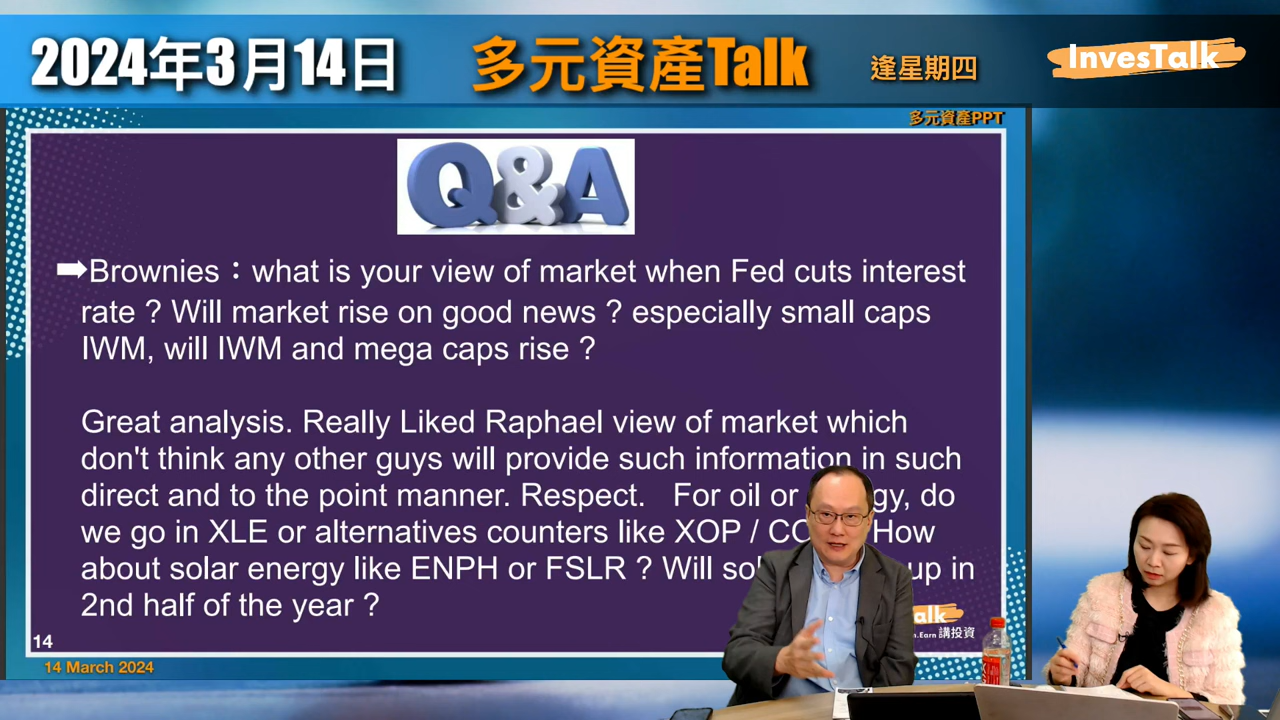 2024年3月14日 多元資產Talk 逢星期四 InvesTalk
多元資產PPT
Q&A
➡Brownies：what is your view of market when Fed cuts interest
rate ? Will market rise on good news ? especially small caps
IWM, will IWM and mega caps rise ?
Great analysis. Really Liked Raphael view of market which
don't think any other guys will provide such information in such
direct and to the point manner. Respect. For oil or do
we go in XLE or alternatives counters like XOP / How
about solar energy like ENPH or FSLR ? Will up in
2nd half of the year ?
14
講投資
14 March 2024